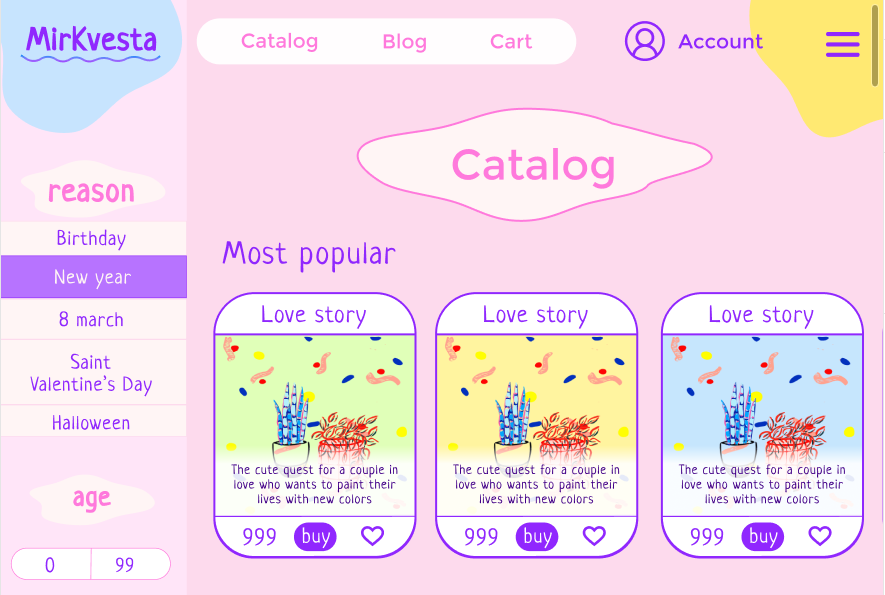 MirKvesta
Catalog Blog Cart
Account
Catalog
reason
Birthday
New year
8 march
Saint
Valentine's Day
Halloween
age
0 99
Most popular
Love story
The cute quest for a couple in
love who wants to paint their
lives with new colors
999 buy
Love story
The cute quest for a couple in
love who wants to paint their
lives with new colors
999 buy
Love story
The cute quest for a couple in
love who wants to paint their
lives with new colors
999 buy